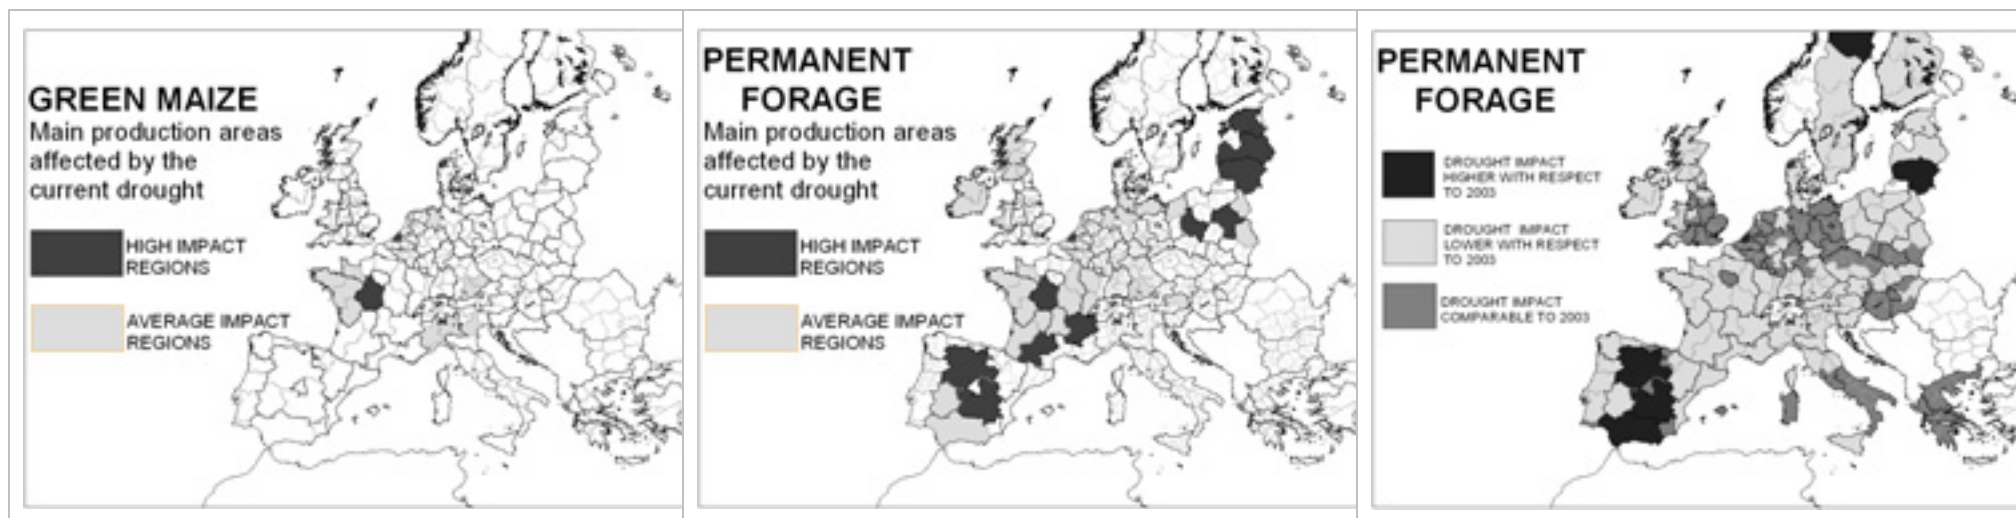 GREEN MAIZE
Main production areas
affected by the
current drought
HIGH IMPACT
REGIONS
AVERAGE IMPACT
REGIONS
PERMANENT
FORAGE
Main production areas
affected by the
current drought
HIGH IMPACT
REGIONS
AVERAGE IMPACT
REGIONS
PERMANENT
FORAGE
DROUGHT IMPACT
HIGHER WITH RESPECT
TO 2003
DROUGHT IMPACT
LOWER WITH RESPECT
TO 2003
DROUGHT IMPACT
COMPARABLE TO 2003